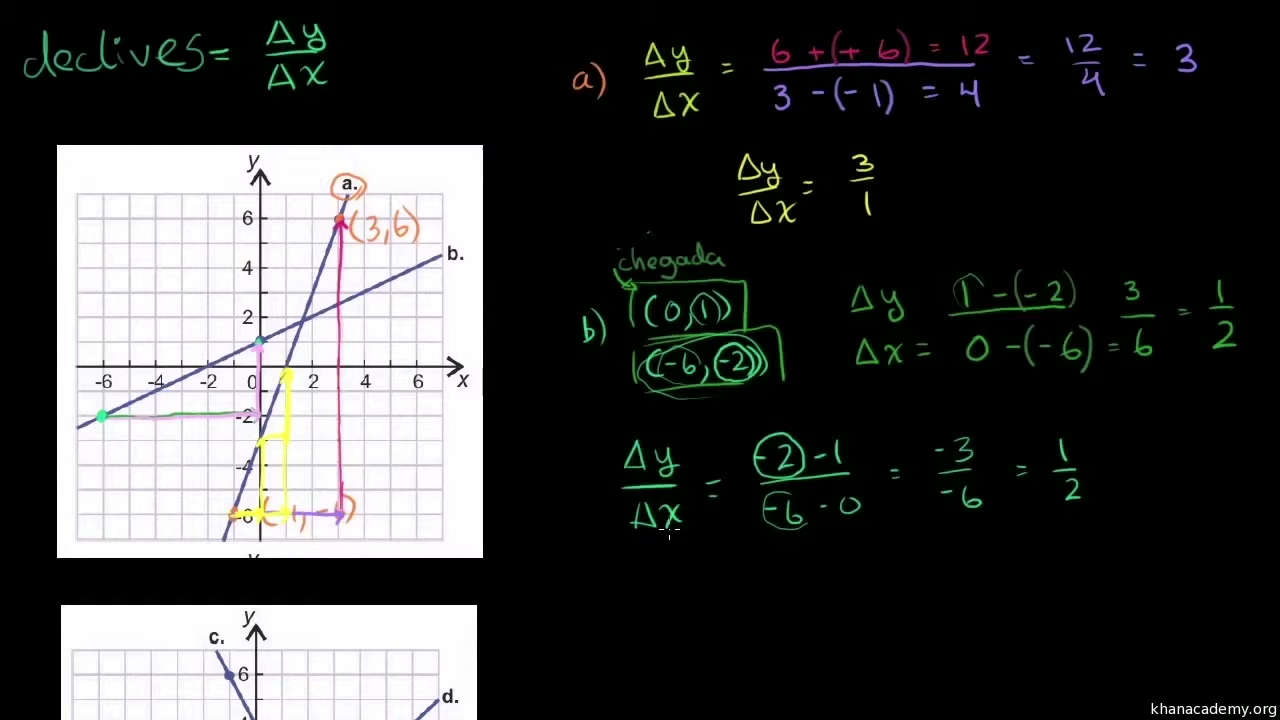 declives = Δy/Δx
a) Δy/Δx = 6 + (+ 6) = 12 / 3 - (-1) = 4 = 12/4 = 3
Δy/Δx = 3/1
chegada
b) (0,1)
(-6, -2)
Δy/Δx = 1 - (-2) / 0 - (-6) = 3/6 = 1/2
Δy/Δx = -2 - 1 / -6 - 0 = -3/-6 = 1/2
y
a.
6
(3,6)
b.
4
2
-6 -4 -2 0 2 4 6 x
-2
-4
-6
y
c.
6
d.
khanacademy.org